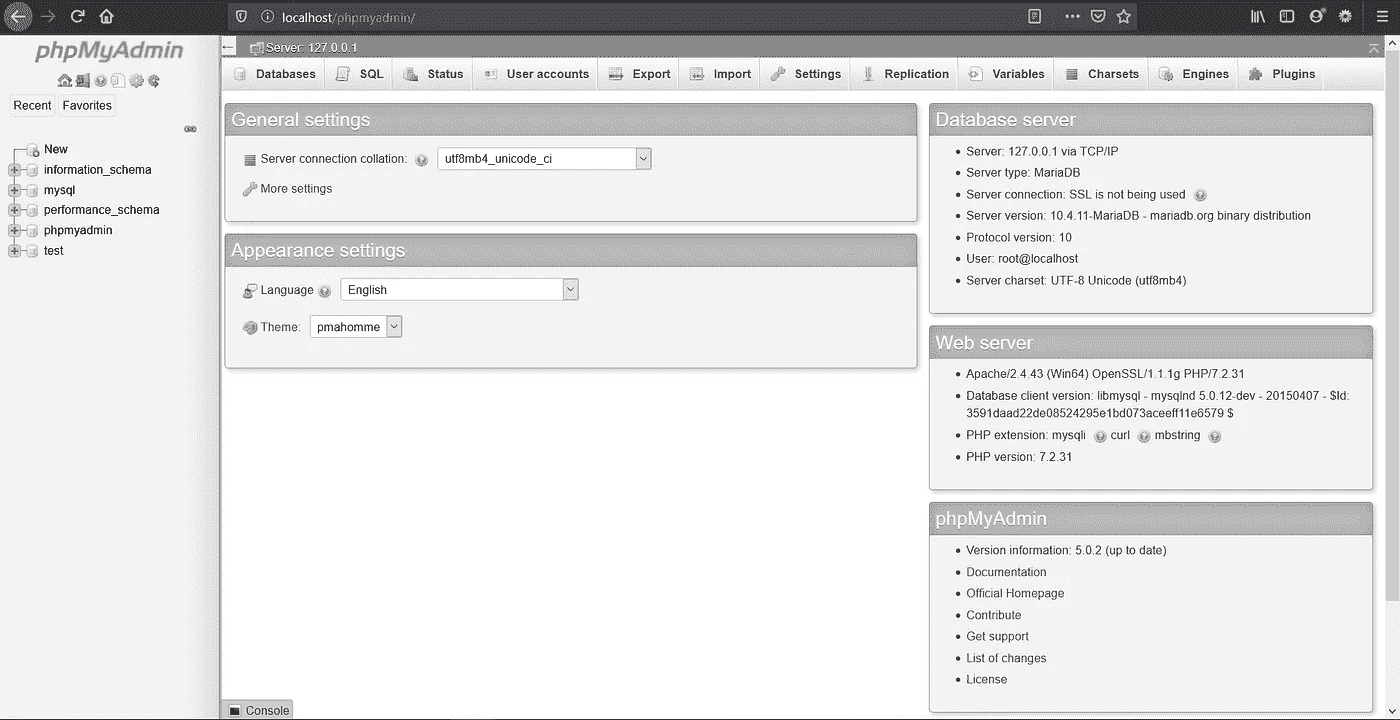 localhost/phpmyadmin/
phpMyAdmin
Recent Favorites
New
information_schema
mysql
performance_schema
phpmyadmin
test
Server: 127.0.0.1
Databases SQL Status User accounts Export Import Settings Replication Variables Charsets Engines Plugins
General settings
Server connection collation: utf8mb4_unicode_ci
More settings
Appearance settings
Language English
Theme: pmahomme
Database server
Server: 127.0.0.1 via TCP/IP
Server type: MariaDB
Server connection: SSL is not being used
Server version: 10.4.11-MariaDB - mariadb.org binary distribution
Protocol version: 10
User: root@localhost
Server charset: UTF-8 Unicode (utf8mb4)
Web server
Apache/2.4.43 (Win64) OpenSSL/1.1.1g PHP/7.2.31
Database client version: libmysql - mysqlnd 5.0.12-dev - 20150407 - $Id:
3591daad22de08524295e1bd073aceeff11e6579 $
PHP extension: mysqli curl mbstring
PHP version: 7.2.31
phpMyAdmin
Version information: 5.0.2 (up to date)
Documentation
Official Homepage
Contribute
Get support
List of changes
License
Console